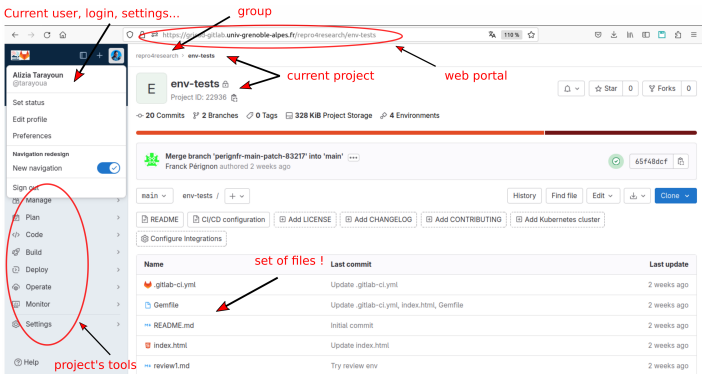 Current user, login, settings...
group
https://gricad-gitlab.univ-grenoble-alpes.fr/repro4research/env-tests
110 %
repro4research / env-tests
Alizia Tarayoun
@tarayoua
Set status
Edit profile
Preferences
Navigation redesign
New navigation
Sign out
Manage
Plan
Code
Build
Deploy
Operate
Monitor
Settings
Help
project's tools
current project
web portal
E
env-tests
Project ID: 22936
Star 0
Forks 0
20 Commits 2 Branches 0 Tags 328 KiB Project Storage 4 Environments
Merge branch 'perignfr-main-patch-83217' into 'main'
Franck Pérignon authored 2 weeks ago
65f48dcf
main env-tests / +
History Find file Edit Clone
README CI/CD configuration Add LICENSE Add CHANGELOG Add CONTRIBUTING Add Kubernetes cluster
Configure Integrations
set of files !
Name Last commit Last update
.gitlab-ci.yml Update .gitlab-ci.yml 2 weeks ago
Gemfile Update .gitlab-ci.yml, index.html, Gemfile 2 weeks ago
README.md Initial commit 2 weeks ago
index.html Update index.html 2 weeks ago
review1.md Try review env 2 weeks ago